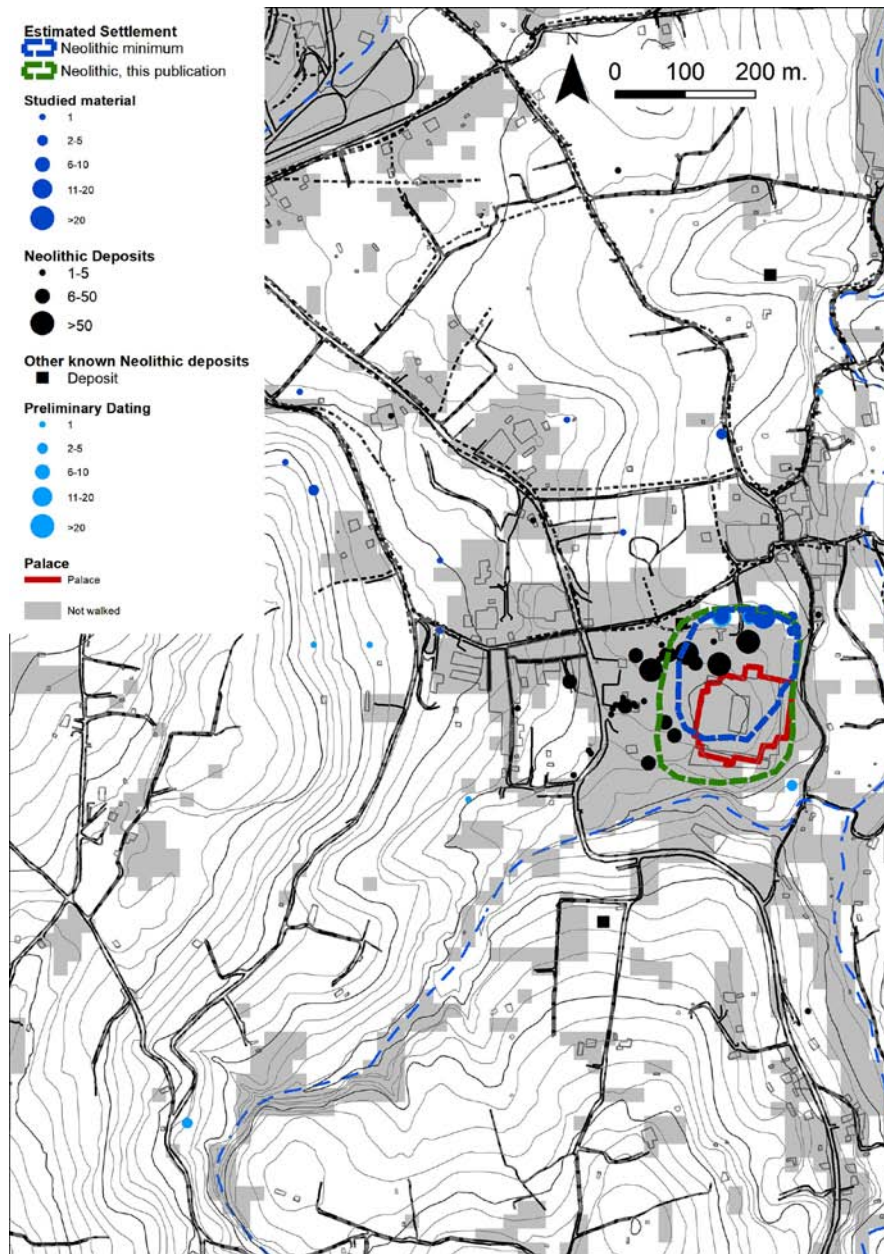 Estimated Settlement
Neolithic minimum
Neolithic, this publication
Studied material
1
2-5
6-10
11-20
>20
Neolithic Deposits
1-5
6-50
>50
Other known Neolithic deposits
Deposit
Preliminary Dating
1
2-5
6-10
11-20
>20
Palace
Palace
Not walked
N
0 100 200 m.